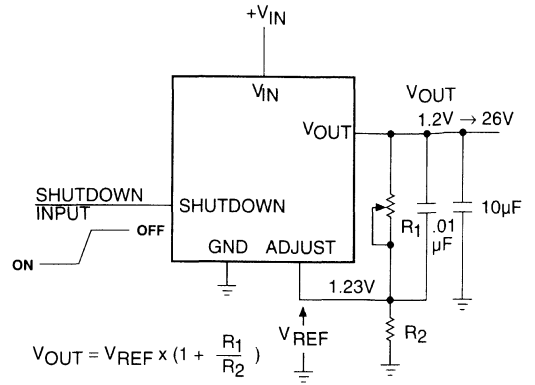 +VIN
VIN
VOUT
VOUT
1.2V → 26V
SHUTDOWN
INPUT
SHUTDOWN
OFF
ON
GND
ADJUST
R1
.01
µF
10µF
1.23V
VREF
R2
VOUT = VREF x (1 + R1/R2)